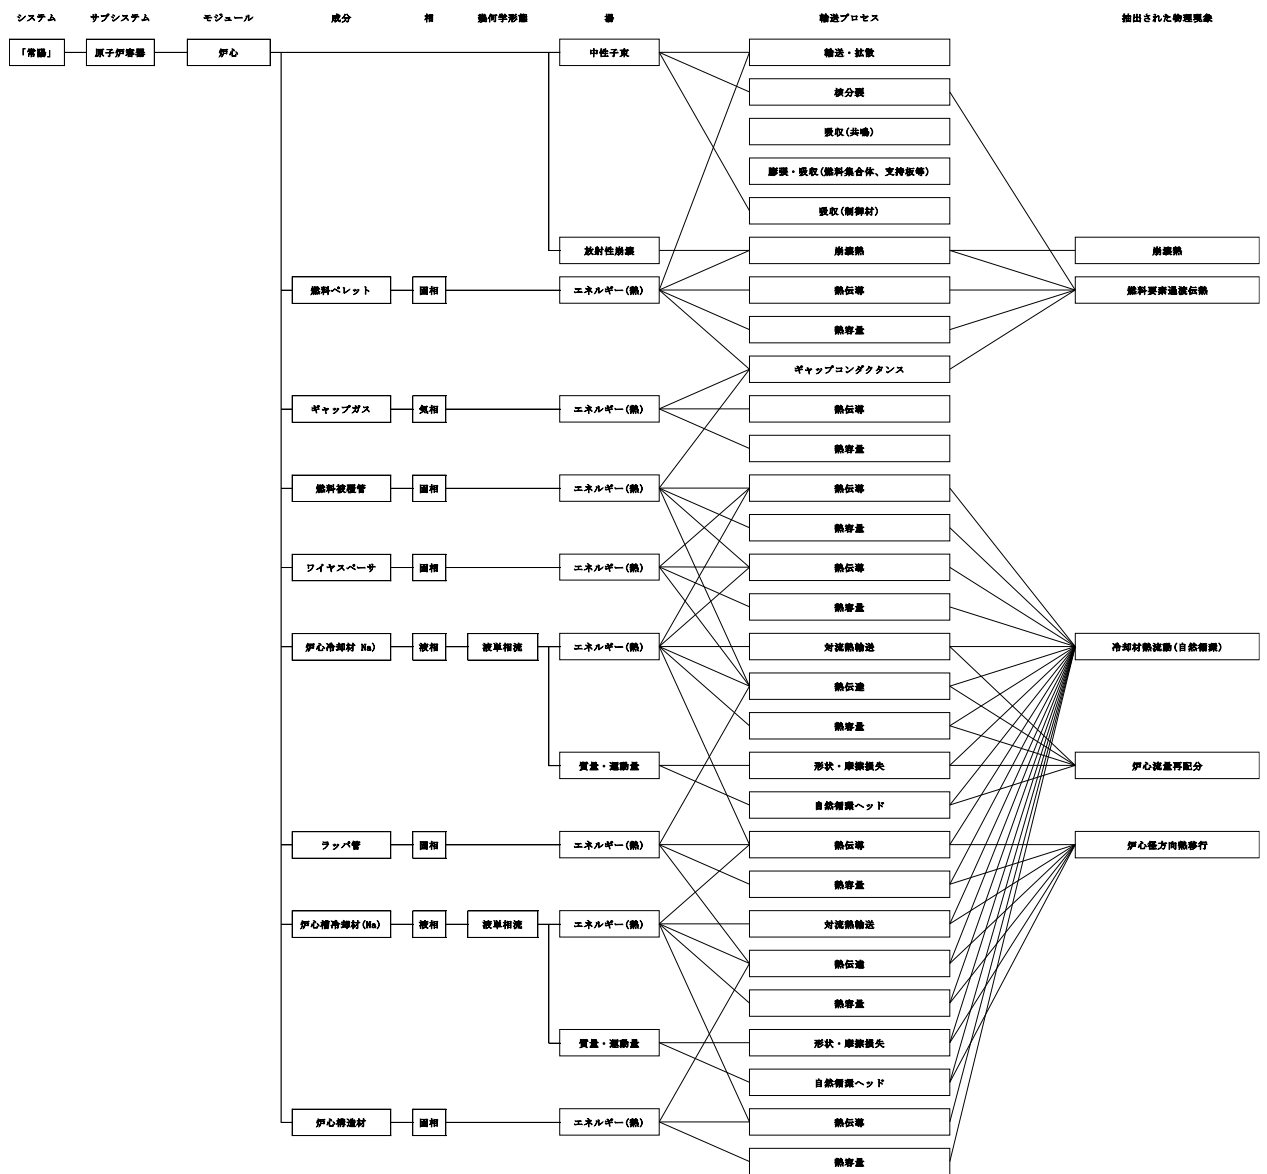 システム サブシステム モジュール 成分 相 幾何学形態 場 輸送プロセス 抽出された物理現象
「常陽」 原子炉容器 炉心 中性子束 輸送・拡散
核分裂
吸収(共鳴)
膨張・吸収(燃料集合体、支持板等)
吸収(制御材)
放射性崩壊 崩壊熱 崩壊熱
燃料ペレット 固相 エネルギー(熱) 熱伝導 燃料要素過渡伝熱
熱容量
ギャップコンダクタンス
ギャップガス 気相 エネルギー(熱) 熱伝導
熱容量
燃料被覆管 固相 エネルギー(熱) 熱伝導
熱容量
ワイヤスペーサ 固相 エネルギー(熱) 熱伝導
熱容量
炉心冷却材 Na) 液相 液単相流 エネルギー(熱) 対流熱輸送 冷却材熱流動(自然循環)
熱伝達
熱容量
質量・運動量 形状・摩擦損失 炉心流量再配分
自然循環ヘッド
ラッパ管 固相 エネルギー(熱) 熱伝導 炉心径方向熱移行
熱容量
炉心槽冷却材(Na) 液相 液単相流 エネルギー(熱) 対流熱輸送
熱伝達
熱容量
質量・運動量 形状・摩擦損失
自然循環ヘッド
炉心構造材 固相 エネルギー(熱) 熱伝導
熱容量